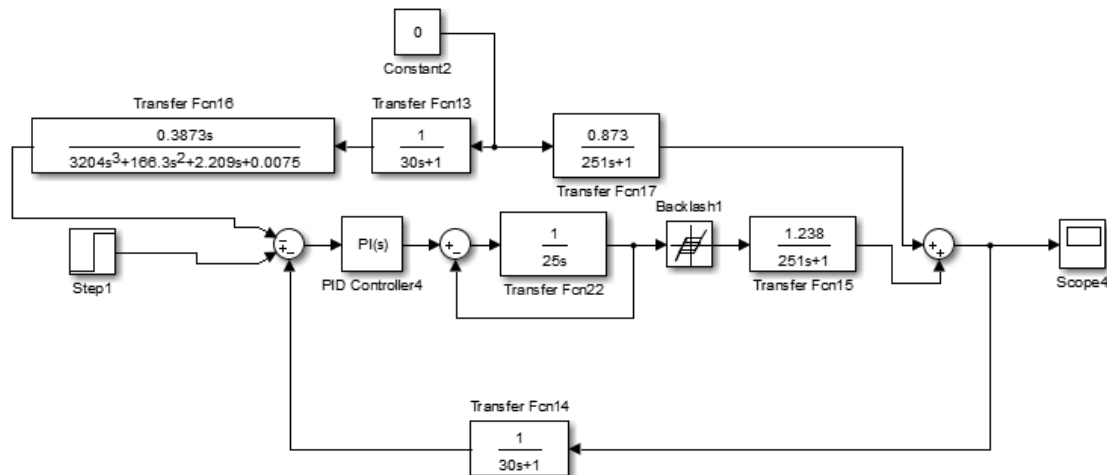 0
Constant2
Transfer Fcn16
0.3873s
3204s³+166.3s²+2.209s+0.0075
Transfer Fcn13
1
30s+1
0.873
251s+1
Transfer Fcn17
Step1
PI(s)
PID Controller4
1
25s
Transfer Fcn22
Backlash1
1.238
251s+1
Transfer Fcn15
Scope4
Transfer Fcn14
1
30s+1